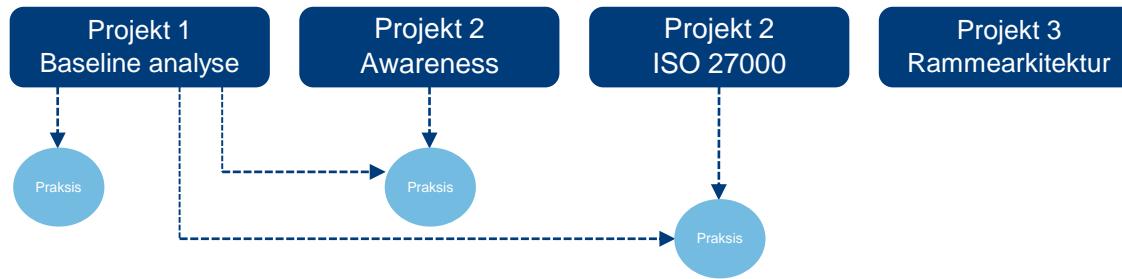 Projekt 1
Baseline analyse
Projekt 2
Awareness
Projekt 2
ISO 27000
Projekt 3
Rammearkitektur
Praksis
Praksis
Praksis